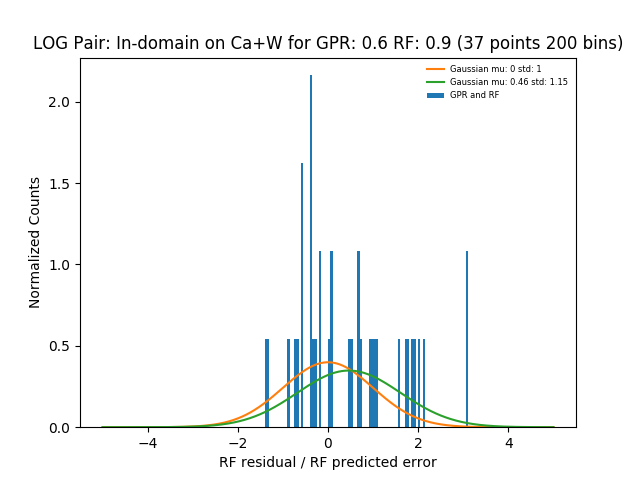 LOG Pair: In-domain on Ca+W for GPR: 0.6 RF: 0.9 (37 points 200 bins)
Gaussian mu: 0 std: 1
Gaussian mu: 0.46 std: 1.15
GPR and RF
Normalized Counts
2.0
1.5
1.0
0.5
0.0
−4 −2 0 2 4
RF residual / RF predicted error